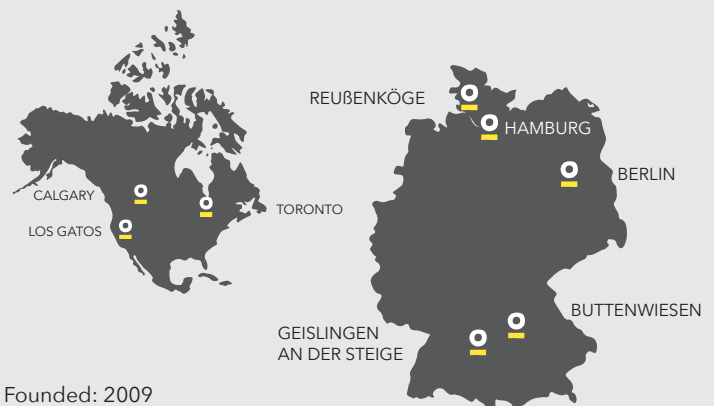 REUßENKÖGE
HAMBURG
CALGARY
BERLIN
TORONTO
LOS GATOS
BUTTENWIESEN
GEISLINGEN
AN DER STEIGE
Founded: 2009